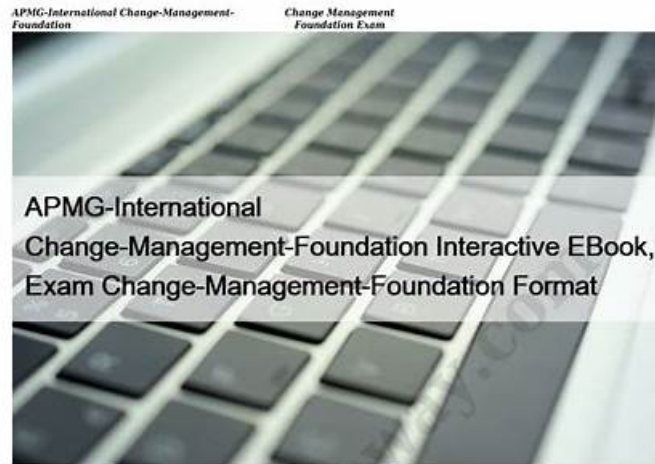 APMG-International Change-Management-
Foundation
Change Management
Foundation Exam
APMG-International
Change-Management-Foundation Interactive EBook,
Exam Change-Management-Foundation Format